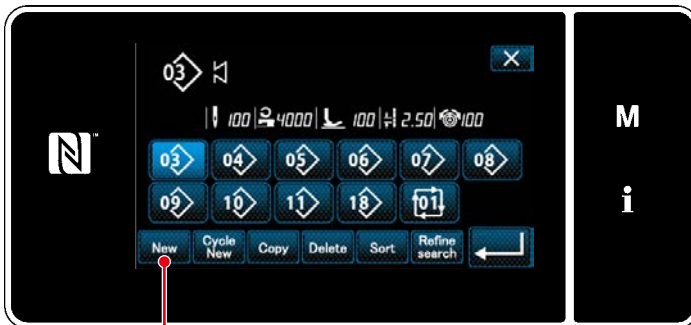 03
100 4000 100 2.50 100
03 04 05 06 07 08
09 10 11 18 01
New Cycle New Copy Delete Sort Refine search
M
i
N